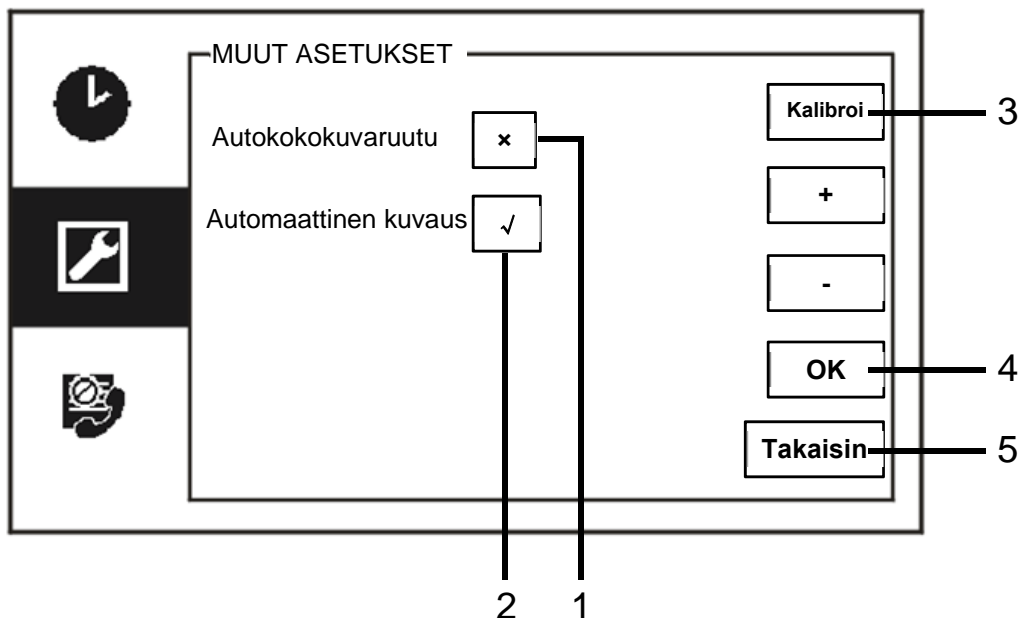 MUUT ASETUKSET
Autokokokuvaruutu ×
Automaattinen kuvaus √
Kalibroi
+
-
OK
Takaisin
3
4
5
2 1